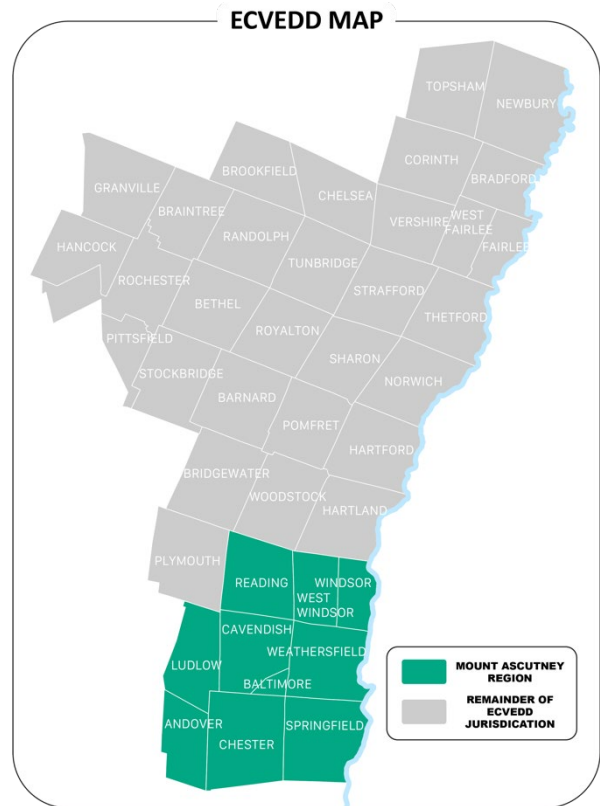 ECVEDD MAP
TOPSHAM
NEWBURY
CORINTH
BROOKFIELD
BRADFORD
CHELSEA
GRANVILLE
BRAINTREE
VERSHIRE
WEST
FAIRLEE
RANDOLPH
HANCOCK
FAIRLEE
TUNBRIDGE
ROCHESTER
STRAFFORD
BETHEL
THETFORD
ROYALTON
PITTSFIELD
SHARON
STOCKBRIDGE
NORWICH
BARNARD
POMFRET
HARTFORD
BRIDGEWATER
WOODSTOCK
HARTLAND
PLYMOUTH
READING
WINDSOR
WEST
WINDSOR
CAVENDISH
WEATHERSFIELD
LUDLOW
BALTIMORE
ANDOVER
SPRINGFIELD
CHESTER
MOUNT ASCUTNEY
REGION
REMAINDER OF
ECVEDD
JURISDICATION